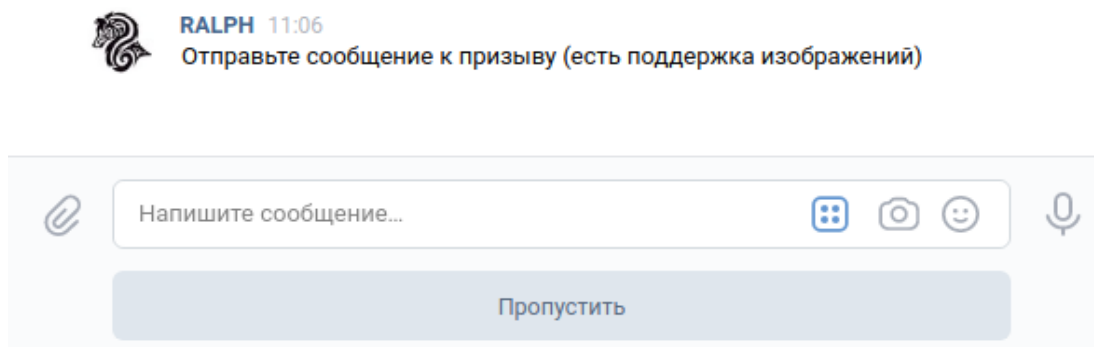 RALPH 11:06
Отправьте сообщение к призыву (есть поддержка изображений)
Напишите сообщение...
Пропустить